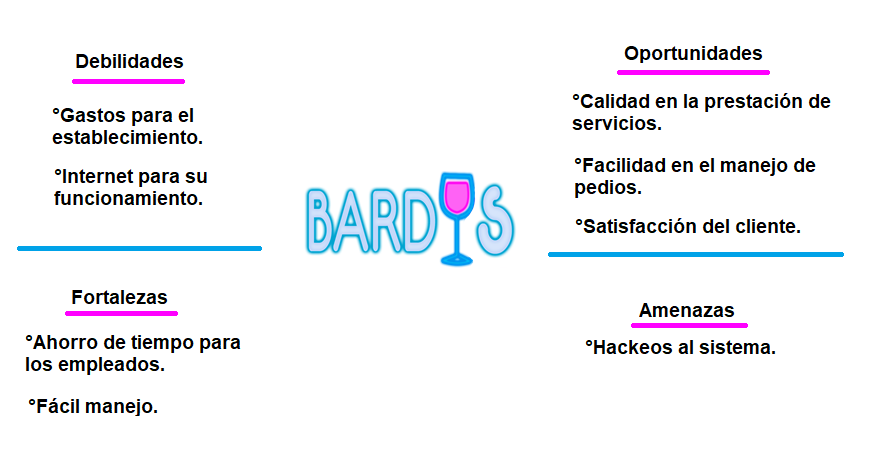 Debilidades
°Gastos para el
establecimiento.
°Internet para su
funcionamiento.
Oportunidades
°Calidad en la prestación de
servicios.
°Facilidad en el manejo de
pedios.
°Satisfacción del cliente.
BARDYS
Fortalezas
°Ahorro de tiempo para
los empleados.
°Fácil manejo.
Amenazas
°Hackeos al sistema.